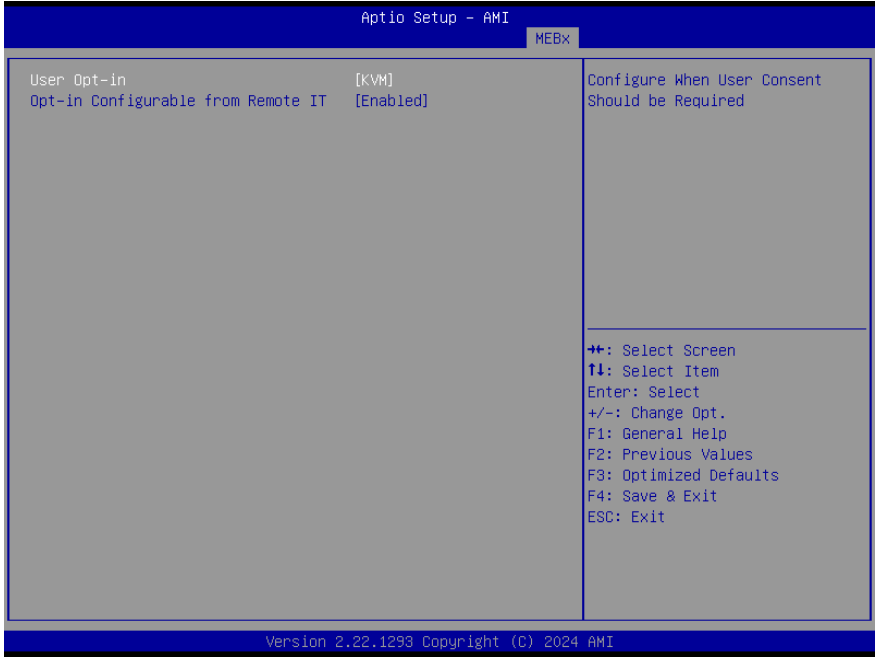 Aptio Setup – AMI
MEBx
User Opt-in [KVM]
Opt-in Configurable from Remote IT [Enabled]
Configure When User Consent
Should be Required
→←: Select Screen
↑↓: Select Item
Enter: Select
+/-: Change Opt.
F1: General Help
F2: Previous Values
F3: Optimized Defaults
F4: Save & Exit
ESC: Exit
Version 2.22.1293 Copyright (C) 2024 AMI